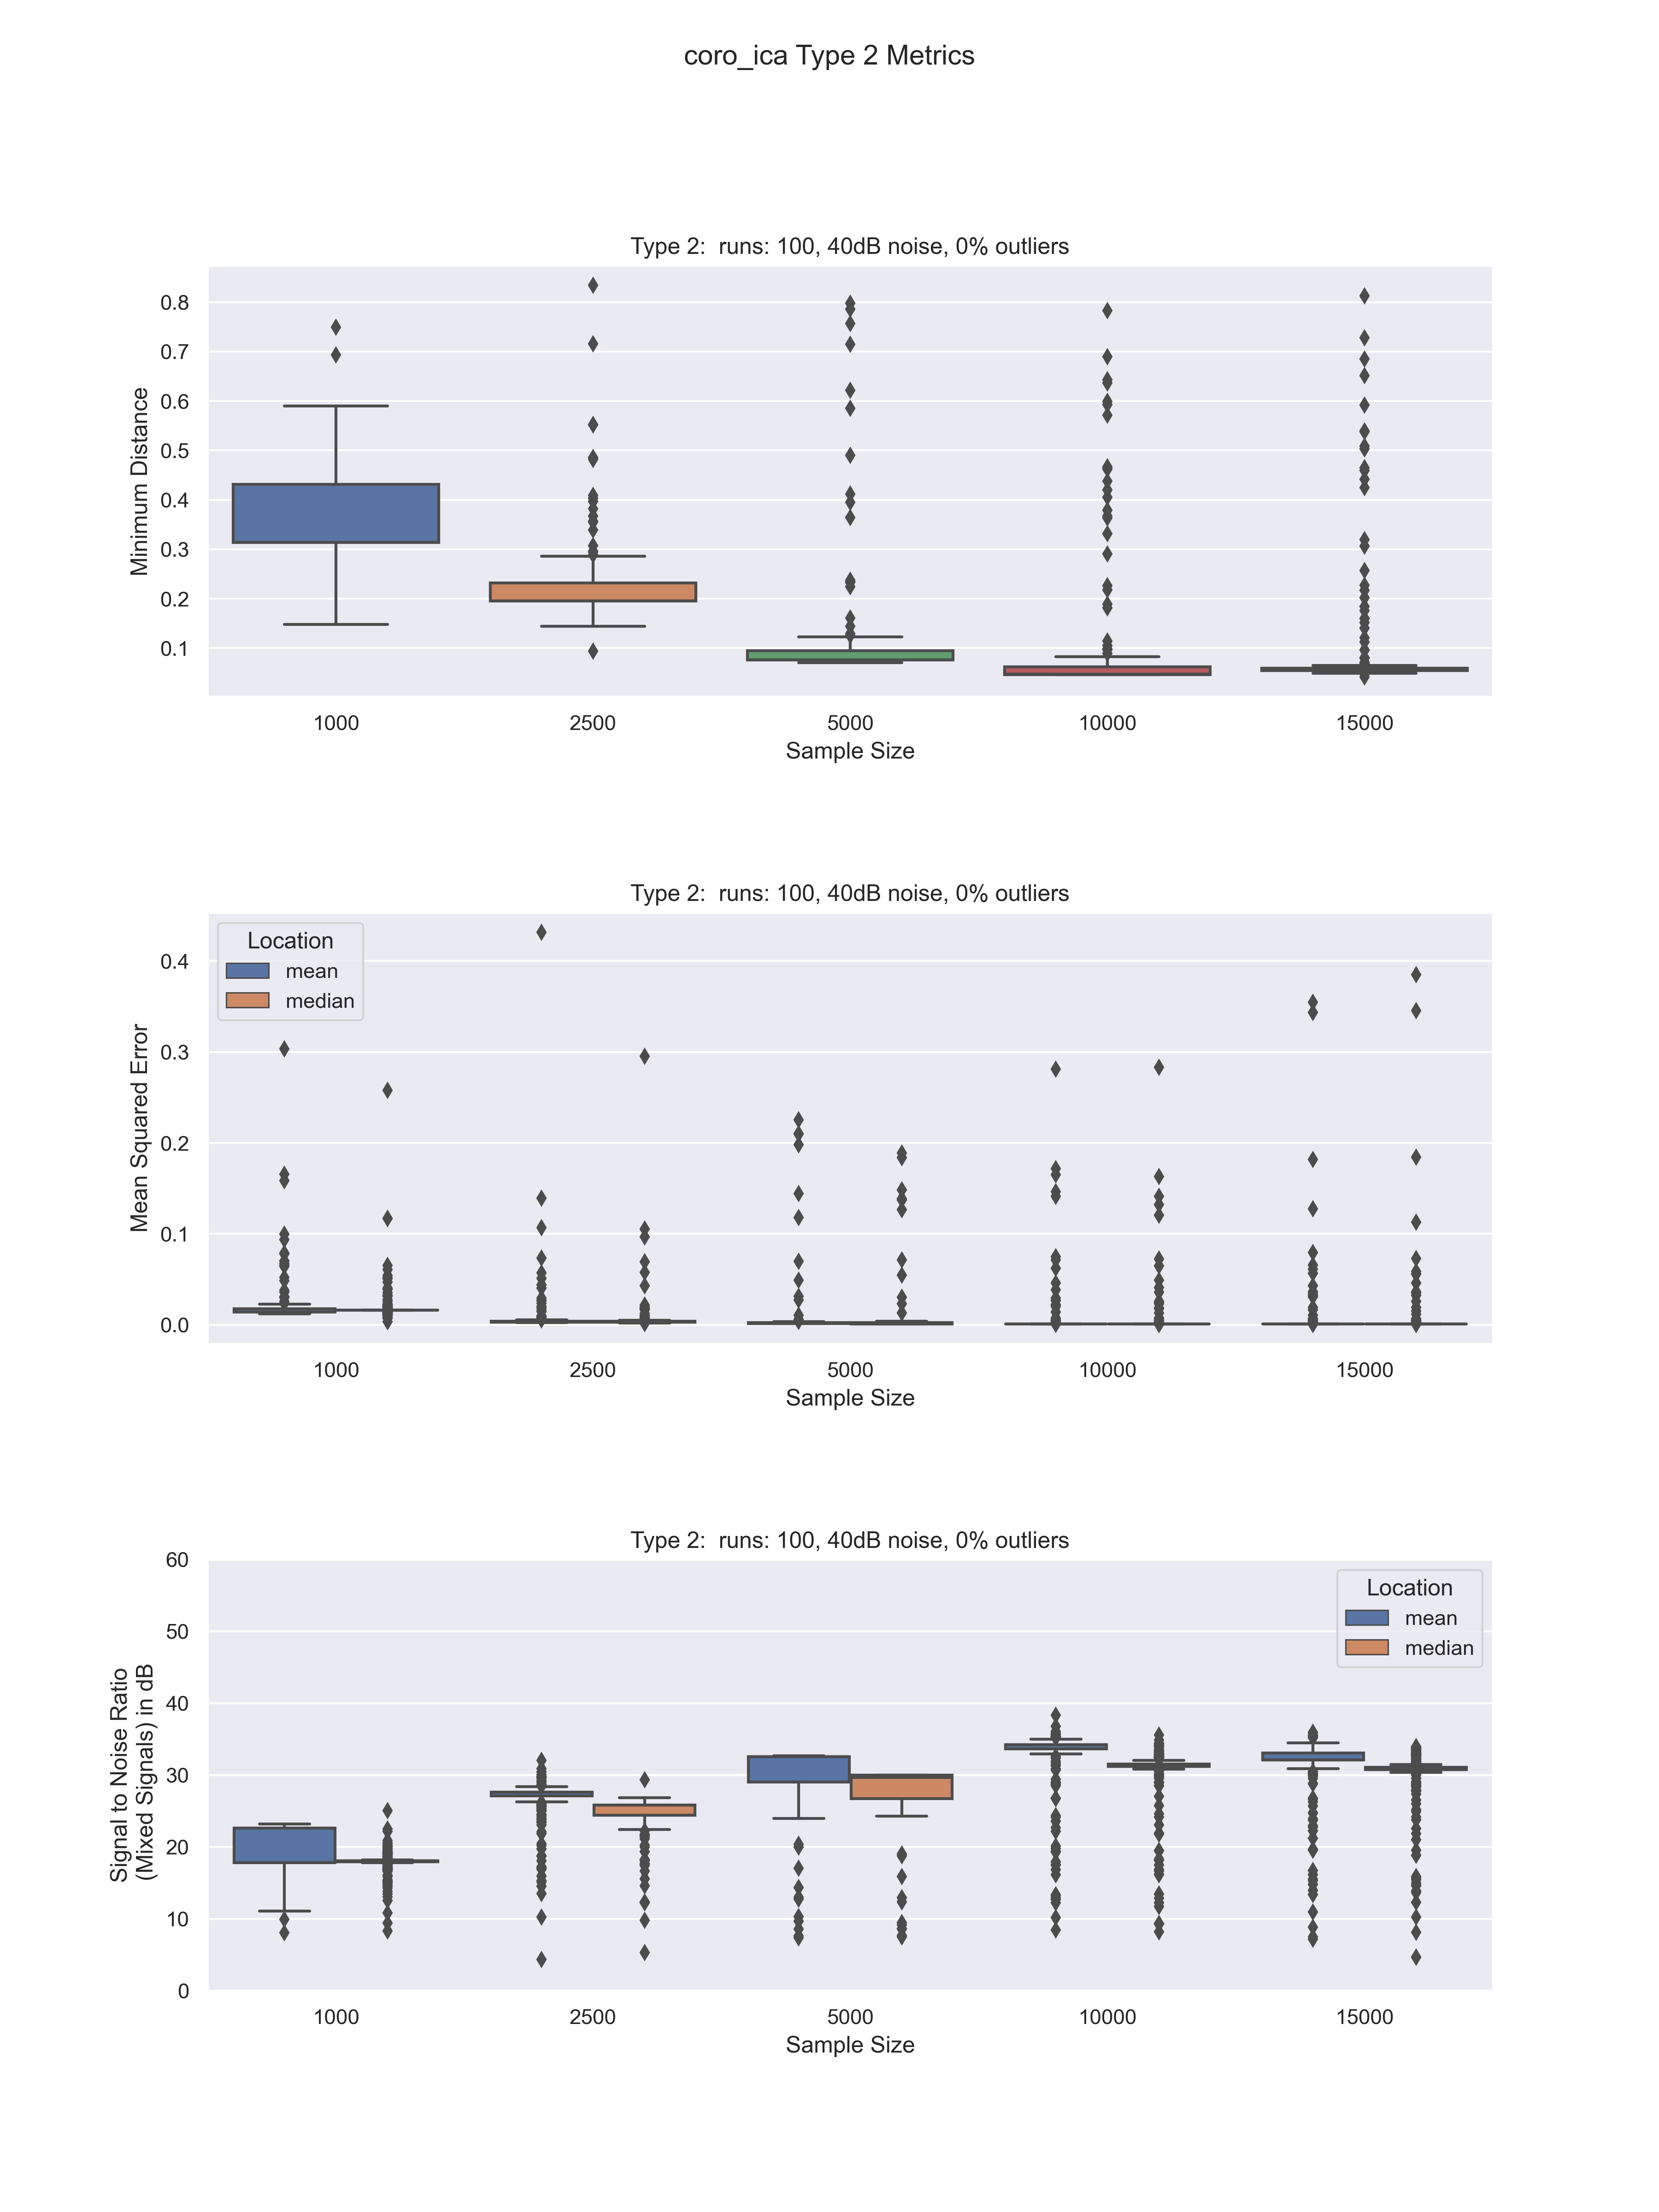 coro_ica Type 2 Metrics
Type 2:  runs: 100, 40dB noise, 0% outliers
0.8
0.7
0.6
0.5
0.4
0.3
0.2
0.1
Minimum Distance
1000 2500 5000 10000 15000
Sample Size
Type 2:  runs: 100, 40dB noise, 0% outliers
Location
mean
median
0.4
0.3
0.2
0.1
0.0
Mean Squared Error
1000 2500 5000 10000 15000
Sample Size
Type 2:  runs: 100, 40dB noise, 0% outliers
60
50
40
30
20
10
0
Signal to Noise Ratio
(Mixed Signals) in dB
Location
mean
median
1000 2500 5000 10000 15000
Sample Size